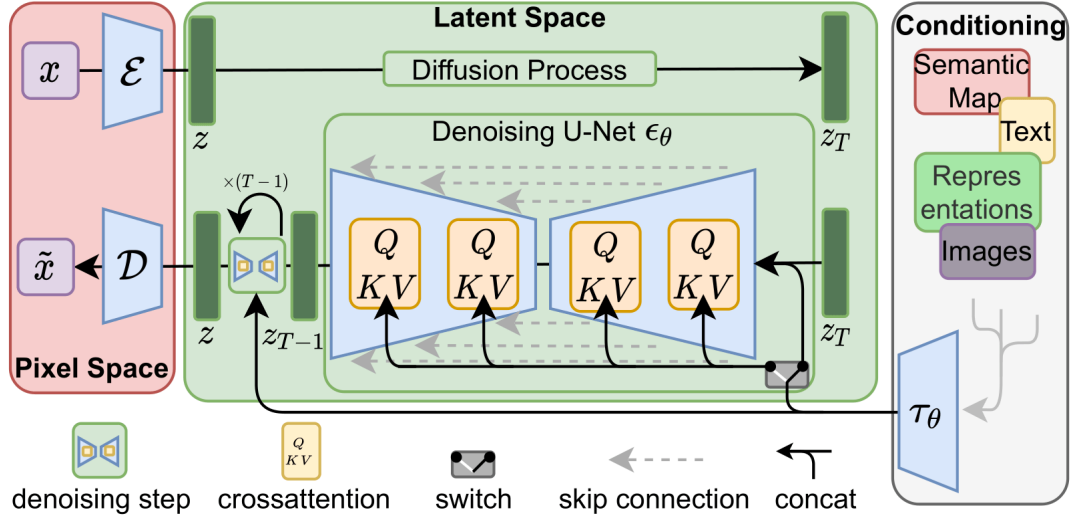 Latent Space
Conditioning
x
ℰ
z
Diffusion Process
z_T
Semantic
Map
Text
Repres
entations
Images
Denoising U-Net ϵ_θ
×(T−1)
x̃
𝒟
z
z_{T−1}
Q
KV
Q
KV
Q
KV
Q
KV
z_T
Pixel Space
τ_θ
Q
KV
denoising step
crossattention
switch
skip connection
concat